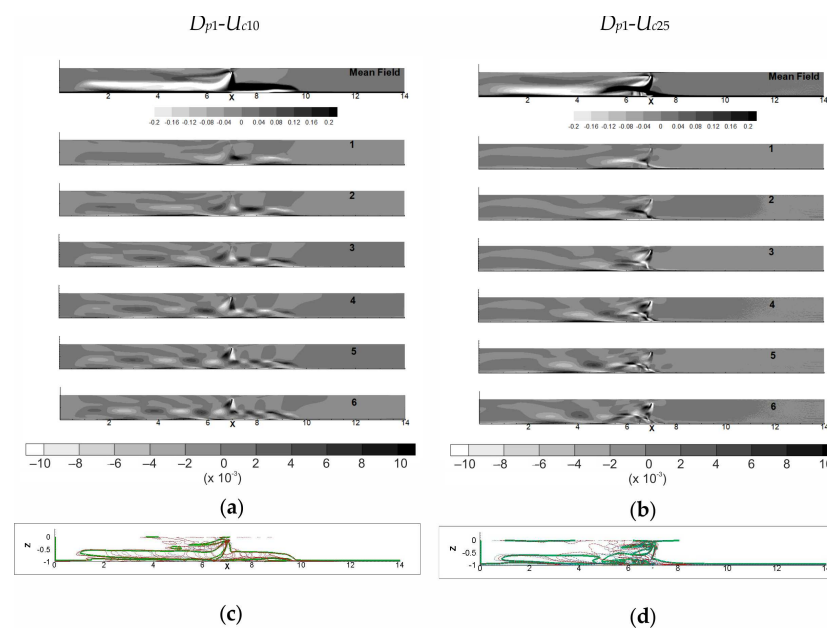 Dp1-Uc10
Mean Field
2 4 6 8 10 12 14
X
-0.2 -0.16 -0.12 -0.08 -0.04 0 0.04 0.08 0.12 0.16 0.2
1
2
3
4
5
6
2 4 6 8 10 12 14
X
−10 −8 −6 −4 −2 0 2 4 6 8 10
(x 10⁻³)
(a)
z
0
-0.5
-1
0 2 4 6 8 10 12 14
X
(c)
Dp1-Uc25
Mean Field
2 4 6 8 10 12 14
X
-0.2 -0.16 -0.12 -0.08 -0.04 0 0.04 0.08 0.12 0.16 0.2
1
2
3
4
5
6
2 4 6 8 10 12 14
X
−10 −8 −6 −4 −2 0 2 4 6 8 10
(x 10⁻³)
(b)
z
0
-0.5
-1
0 2 4 6 8 10 12 14
X
(d)